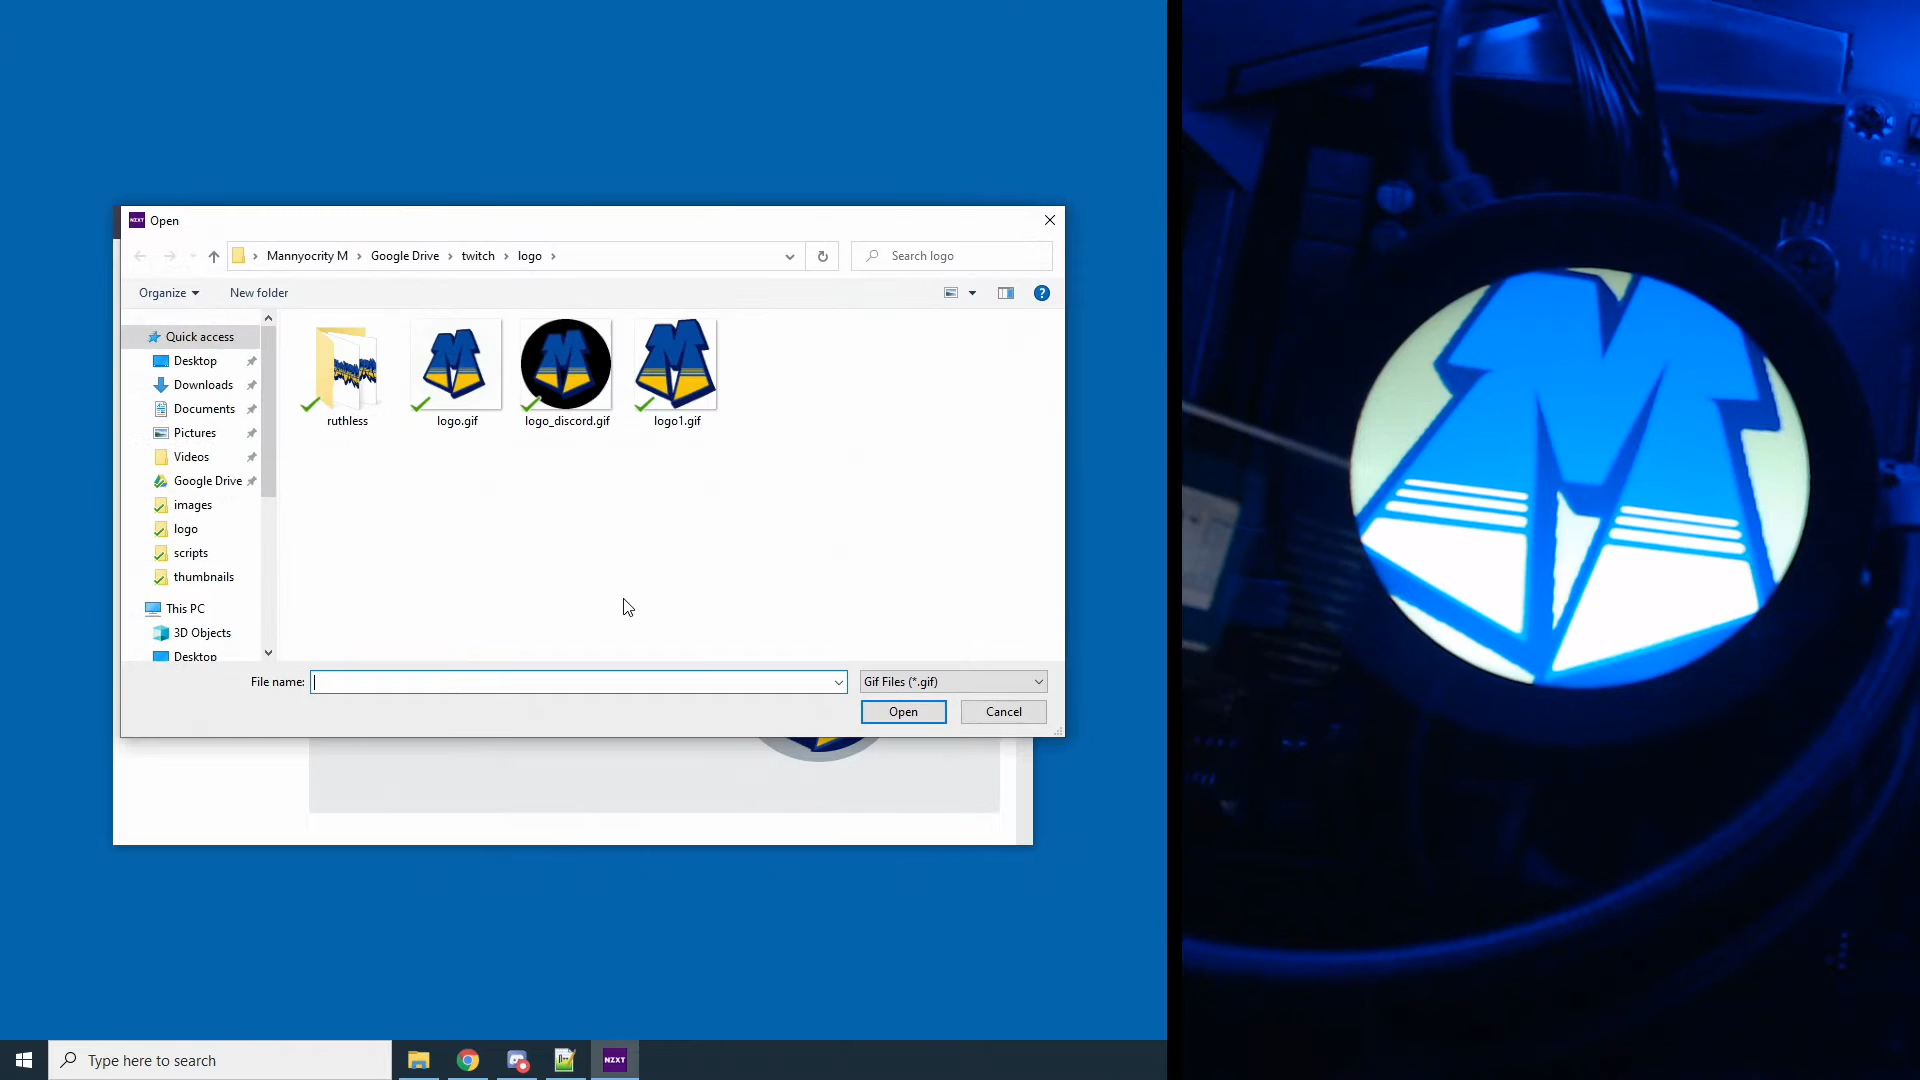 NZXT Open
Mannyocrity M > Google Drive > twitch > logo >
Search logo
Organize
New folder
?
Quick access
Desktop
Downloads
Documents
Pictures
Videos
Google Drive
images
logo
scripts
thumbnails
This PC
3D Objects
Desktop
ruthless
logo.gif
logo_discord.gif
logo1.gif
File name:
Gif Files (*.gif)
Open
Cancel
Type here to search
NZXT